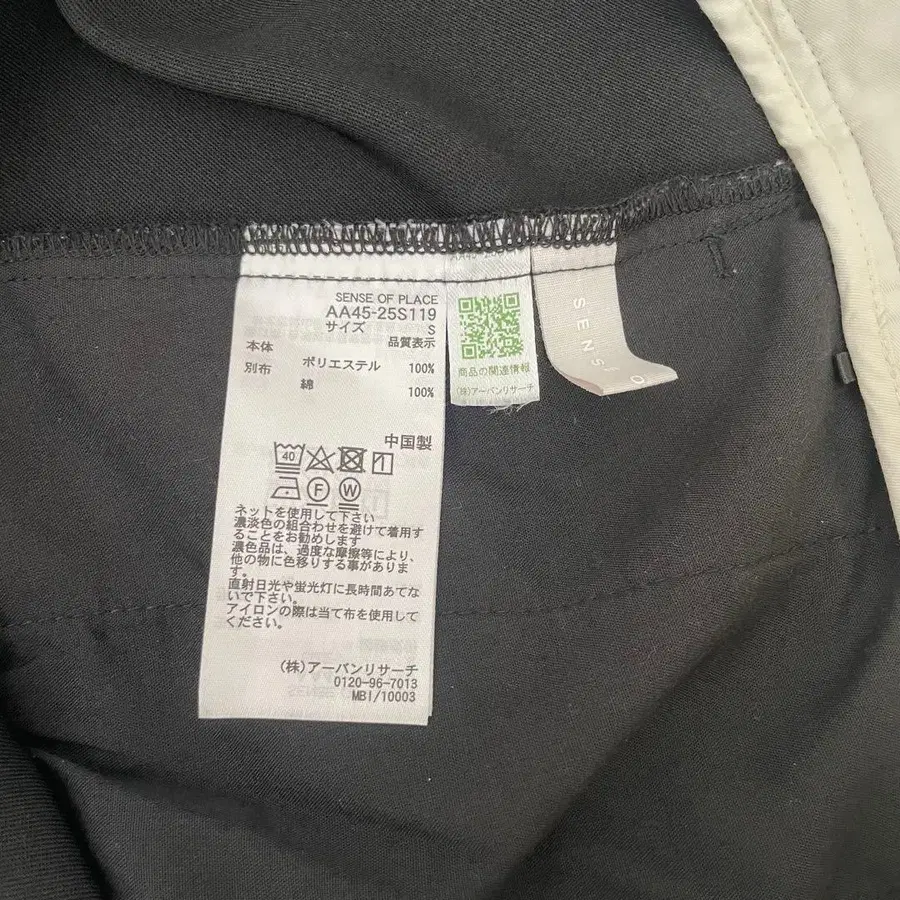 SENSE OF PLACE
AA45-25S119
サイズ S
品質表示
本体 ポリエステル 100%
別布 綿 100%
中国製
40
F W
ネットを使用して下さい
濃淡色の組合わせを避けて着用す
ることをお勧めします
濃色品は、過度な摩擦等により、
他の物に色移りする事がありま
す。
直射日光や蛍光灯に長時間あてな
いで下さい。
アイロンの際は当て布を使用して
ください。
(株)アーバンリサーチ
0120-96-7013
MBI/10003
商品の関連情報
(株)アーバンリサーチ
SENS